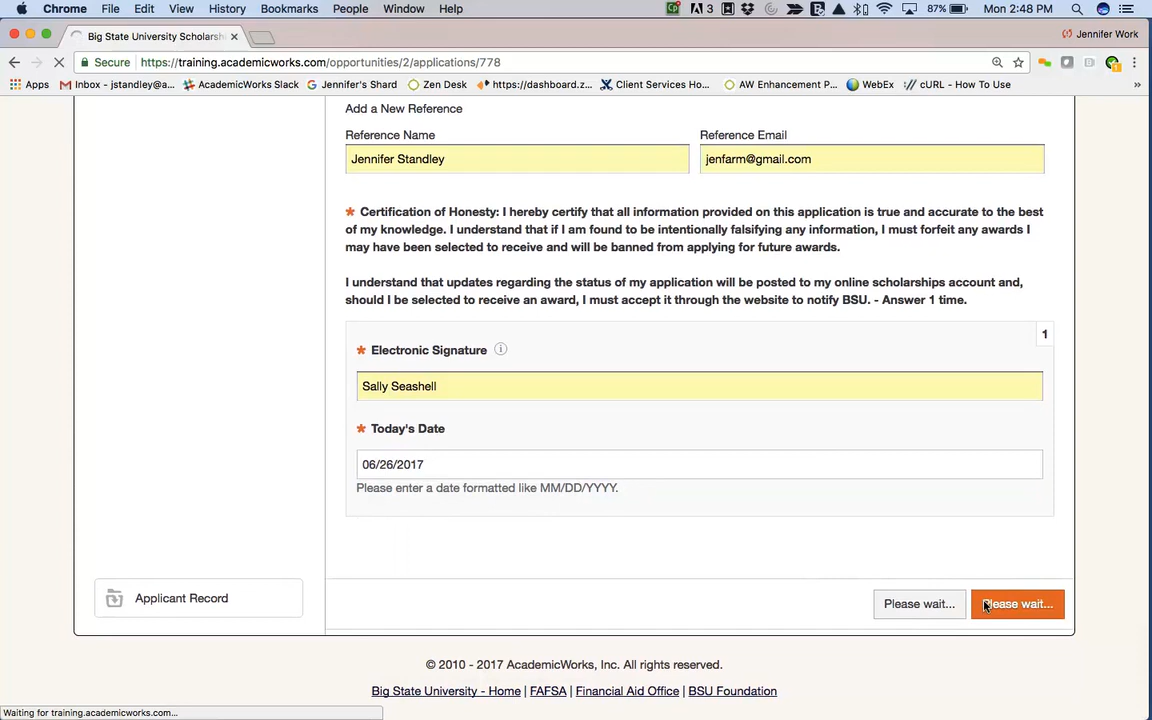 Chrome File Edit View History Bookmarks People Window Help 3 87% Mon 2:48 PM
Big State University Scholarsh Jennifer Work
Secure https://training.academicworks.com/opportunities/2/applications/778
Apps Inbox - jstandley@a... AcademicWorks Slack Jennifer's Shard Zen Desk https://dashboard.z... Client Services Ho... AW Enhancement P... WebEx cURL - How To Use »
Add a New Reference
Reference Name Reference Email
Jennifer Standley jenfarm@gmail.com
* Certification of Honesty: I hereby certify that all information provided on this application is true and accurate to the best
of my knowledge. I understand that if I am found to be intentionally falsifying any information, I must forfeit any awards I
may have been selected to receive and will be banned from applying for future awards.
I understand that updates regarding the status of my application will be posted to my online scholarships account and,
should I be selected to receive an award, I must accept it through the website to notify BSU. - Answer 1 time.
1
* Electronic Signature
Sally Seashell
* Today's Date
06/26/2017
Please enter a date formatted like MM/DD/YYYY.
Applicant Record
Please wait... Please wait...
© 2010 - 2017 AcademicWorks, Inc. All rights reserved.
Big State University - Home | FAFSA | Financial Aid Office | BSU Foundation
Waiting for training.academicworks.com...